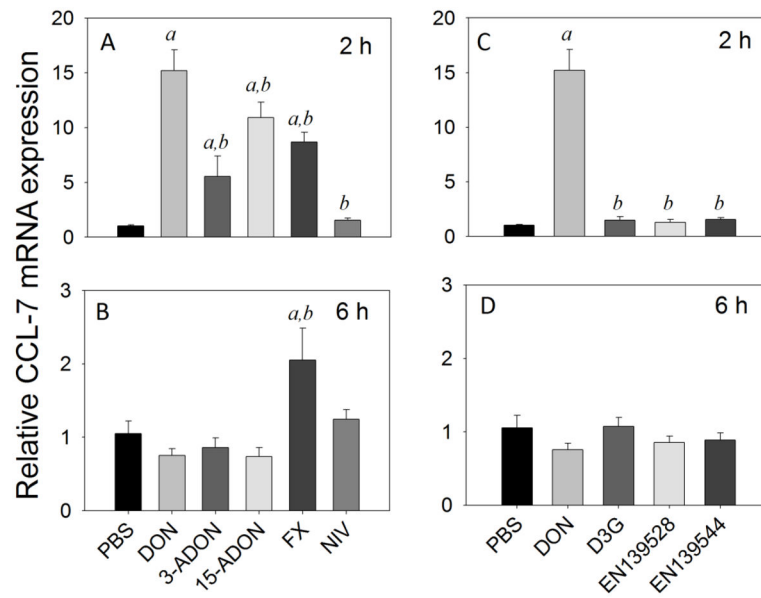 Relative CCL-7 mRNA expression
20
15
10
5
0
A
2 h
a
a,b
a,b
a,b
b
20
15
10
5
0
C
2 h
a
b
b
b
3
2
1
0
B
6 h
a,b
PBS
DON
3-ADON
15-ADON
FX
NIV
3
2
1
0
D
6 h
PBS
DON
D3G
EN139528
EN139544